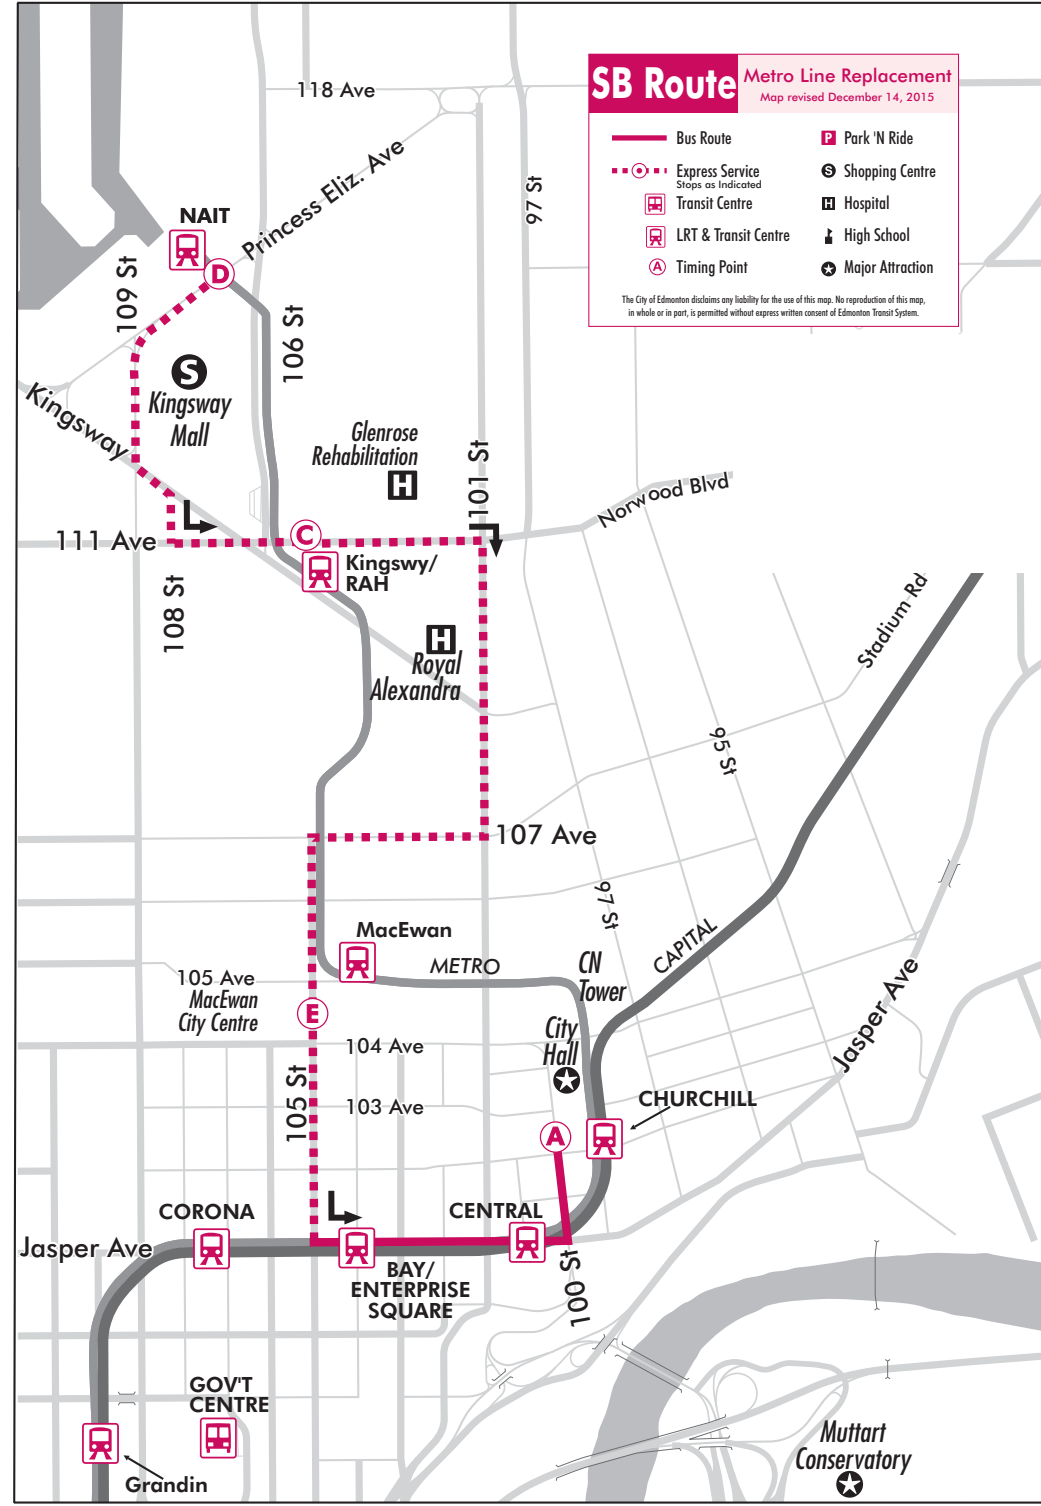 SB Route
Metro Line Replacement
Map revised December 14, 2015
Bus Route
Express Service
Stops as Indicated
Transit Centre
LRT & Transit Centre
A
Timing Point
P
Park 'N Ride
S
Shopping Centre
H
Hospital
High School
Major Attraction
The City of Edmonton disclaims any liability for the use of this map. No reproduction of this map,
in whole or in part, is permitted without express written consent of Edmonton Transit System.
118 Ave
Princess Eliz. Ave
97 St
NAIT
D
109 St
106 St
S
Kingsway
Mall
Kingsway
Glenrose
Rehabilitation
H
101 St
Norwood Blvd
111 Ave
C
Kingswy/
RAH
108 St
H
Royal
Alexandra
Stadium Rd
95 St
107 Ave
97 St
MacEwan
METRO
CAPITAL
CN
Tower
105 Ave
MacEwan
City Centre
E
City
Hall
Jasper Ave
104 Ave
105 St
103 Ave
CHURCHILL
A
CORONA
CENTRAL
Jasper Ave
BAY/
ENTERPRISE
SQUARE
100 St
GOV'T
CENTRE
Grandin
Muttart
Conservatory